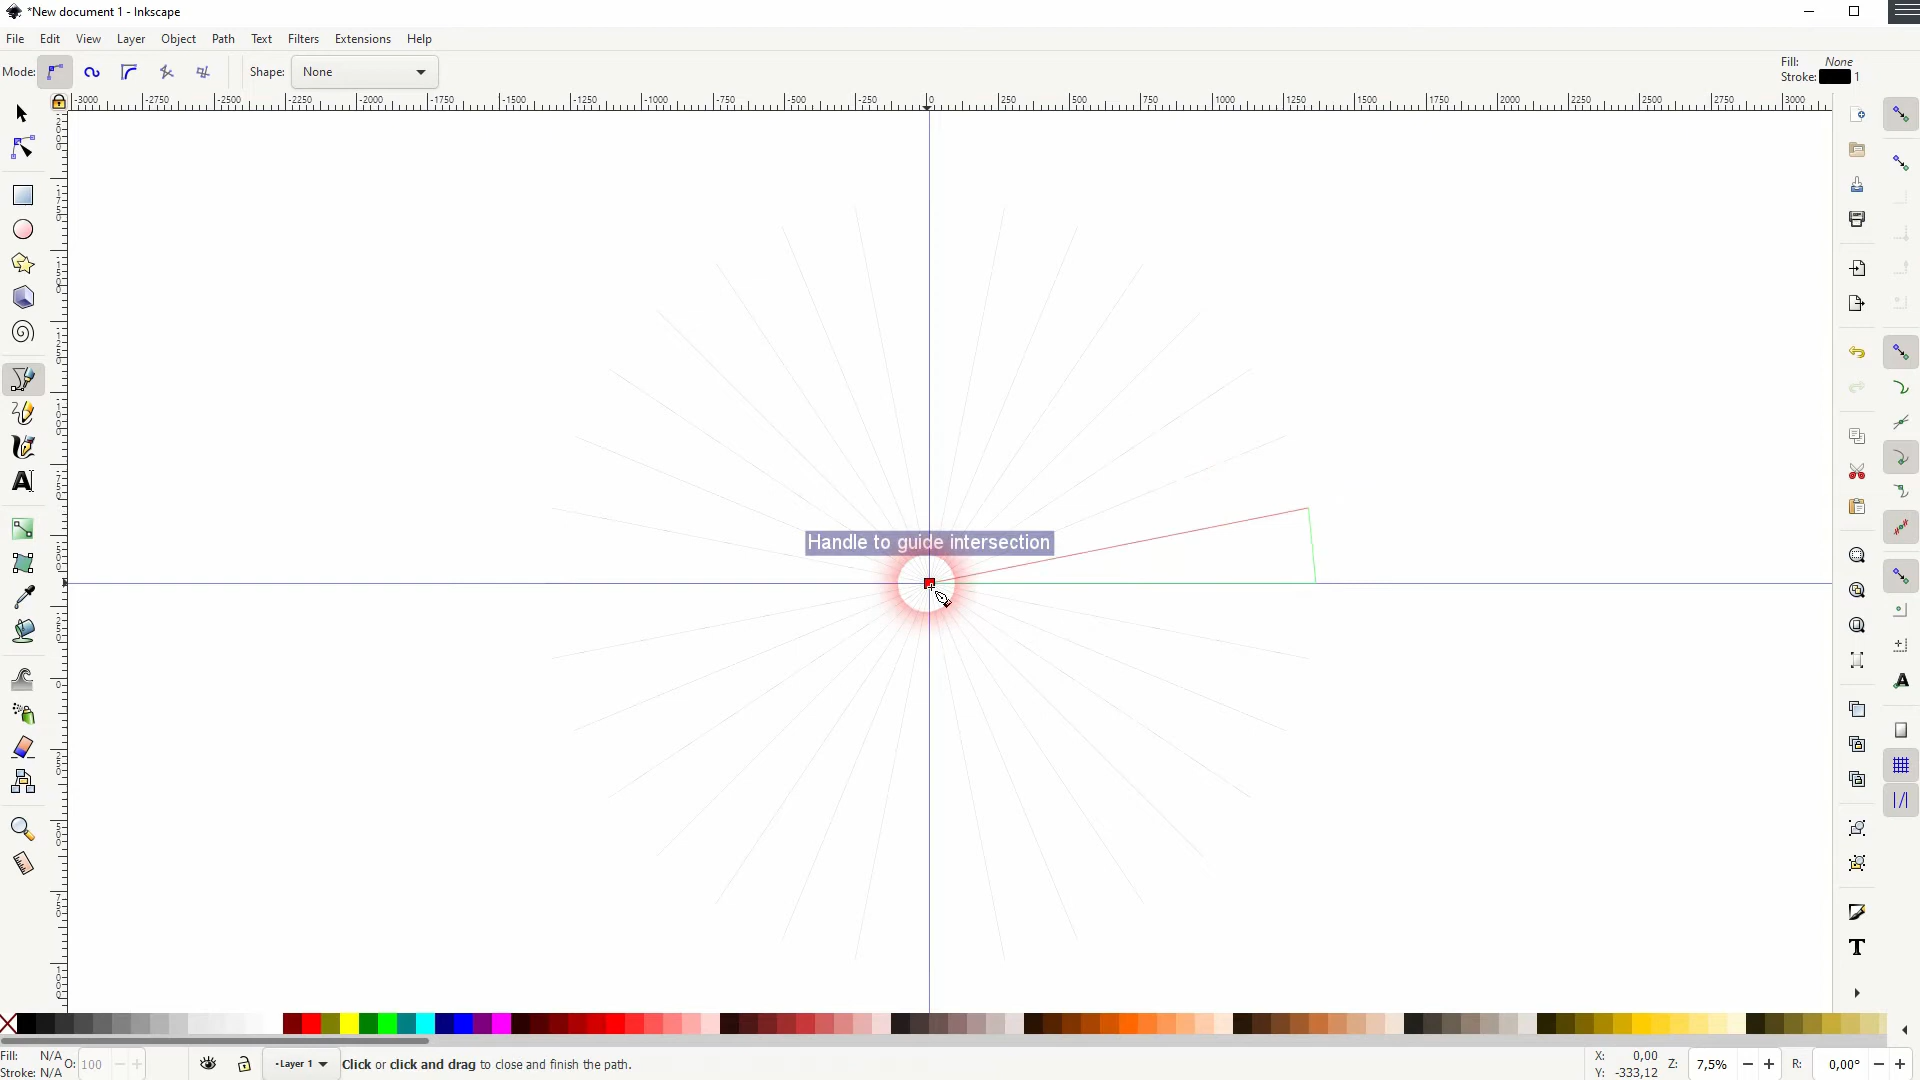 *New document 1 - Inkscape
File Edit View Layer Object Path Text Filters Extensions Help
Mode: Shape: None
Fill: None
Stroke: 1
-3000 -2750 -2500 -2250 -2000 -1750 -1500 -1250 -1000 -750 -500 -250 0 250 500 750 1000 1250 1500 1750 2000 2250 2500 2750 3000
Handle to guide intersection
Fill: N/A
Stroke: N/A
O: 100
-Layer 1
Click or click and drag to close and finish the path.
X: 0,00
Y: -333,12
Z: 7,5%
R: 0,00°